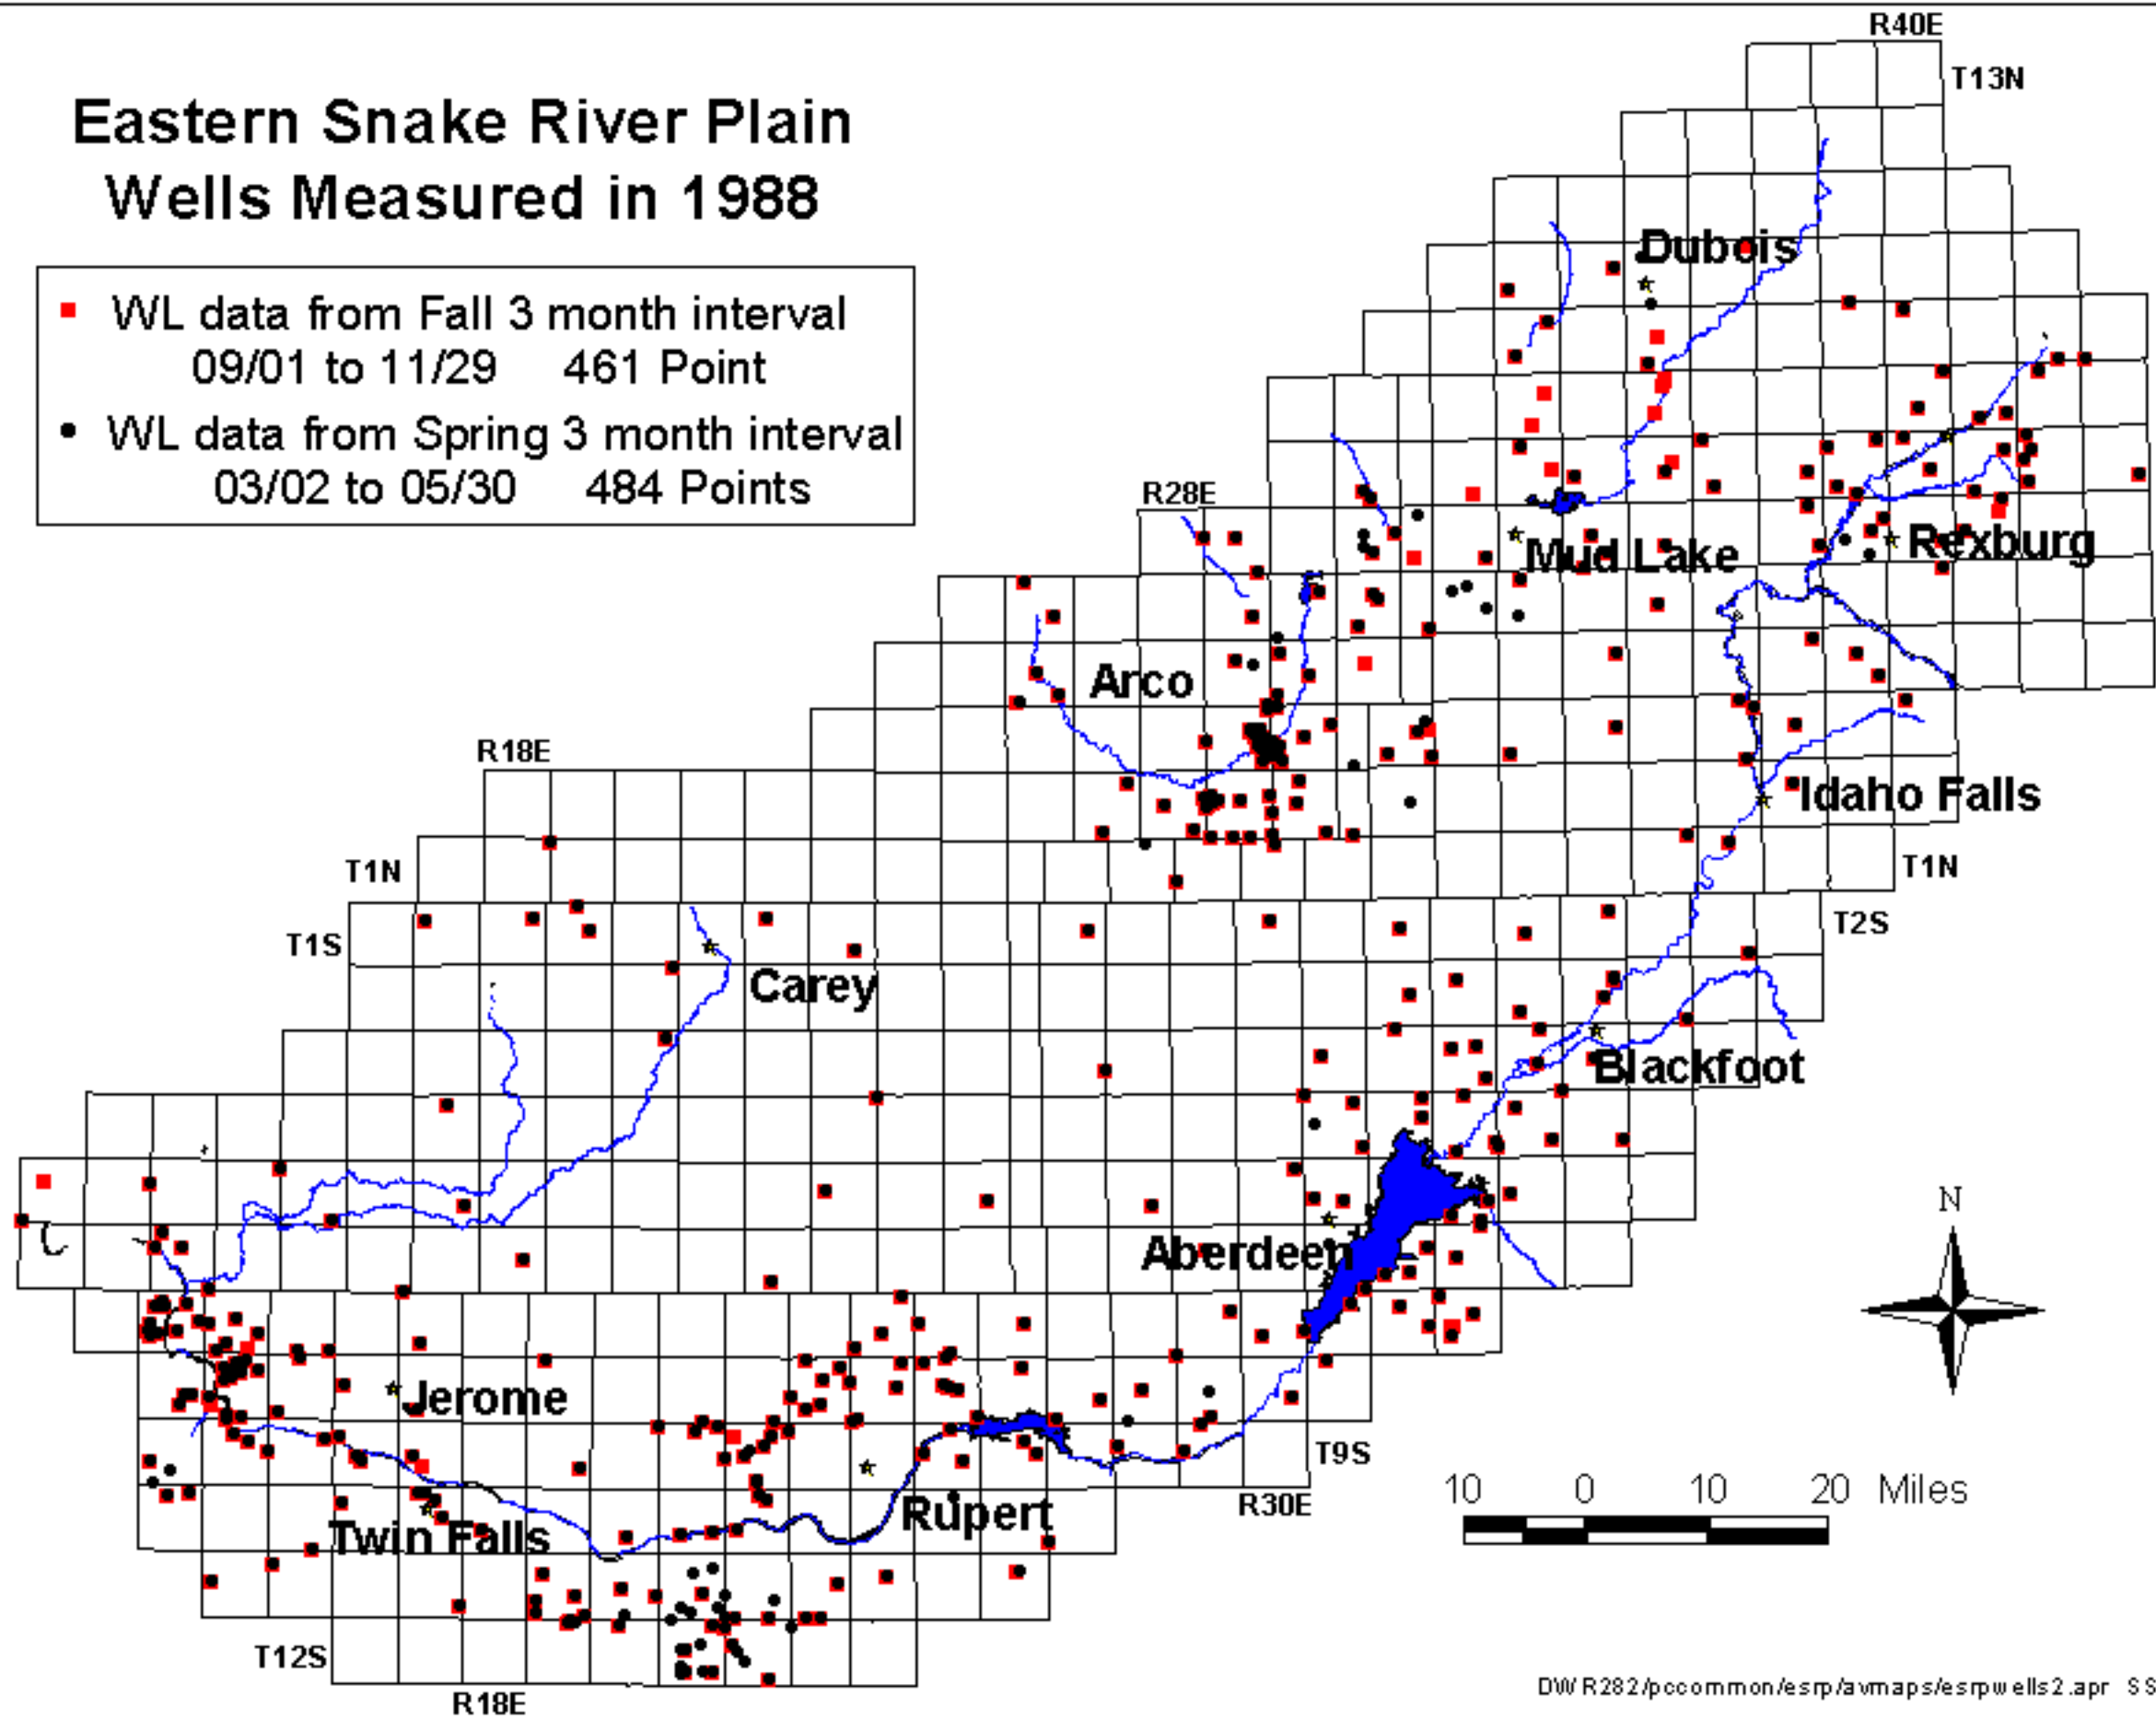 Eastern Snake River Plain
Wells Measured in 1988
WL data from Fall 3 month interval
09/01 to 11/29 461 Point
WL data from Spring 3 month interval
03/02 to 05/30 484 Points
R40E
T13N
Dubois
R28E
Mud Lake
Rexburg
Arco
R18E
Idaho Falls
T1N
T1N
T1S
T2S
Carey
Blackfoot
N
Aberdeen
Jerome
T9S
10 0 10 20 Miles
R30E
Rupert
Twin Falls
T12S
R18E
DWR282/pccommon/esrp/avmaps/esrpwells2.apr SS